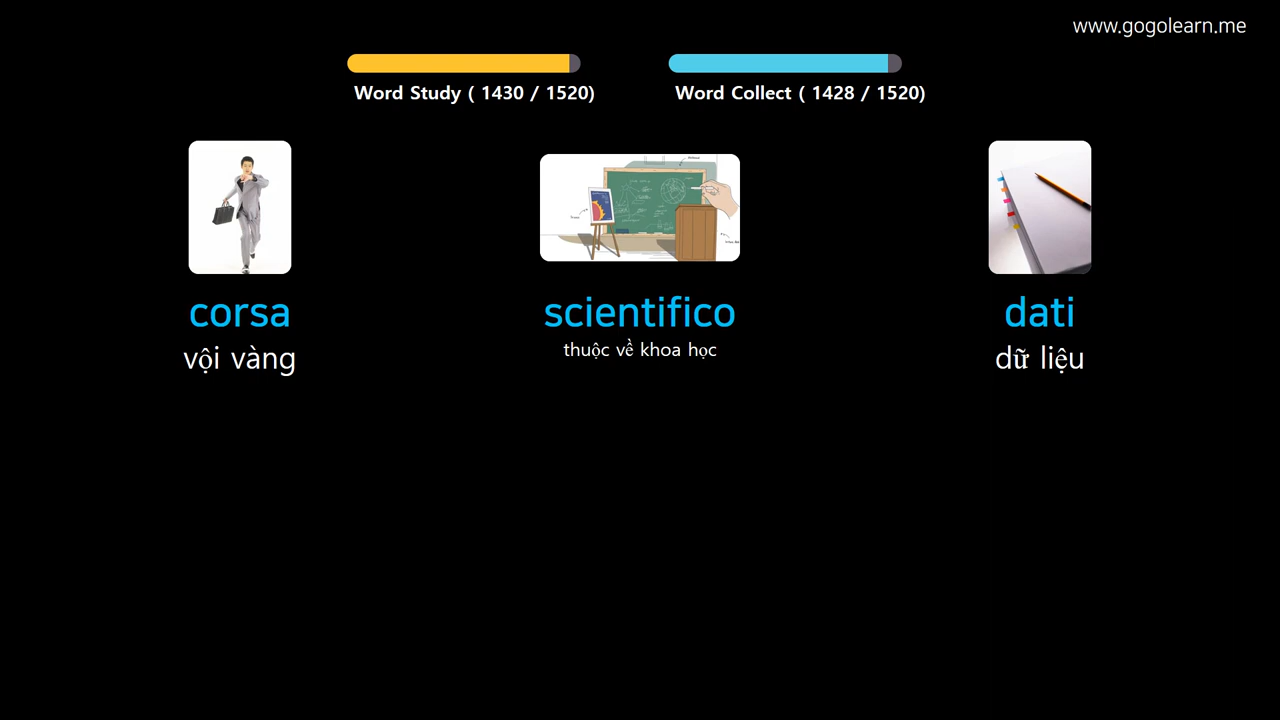 www.gogolearn.me
Word Study ( 1430 / 1520)
Word Collect ( 1428 / 1520)
corsa
vội vàng
scientifico
thuộc về khoa học
dati
dữ liệu